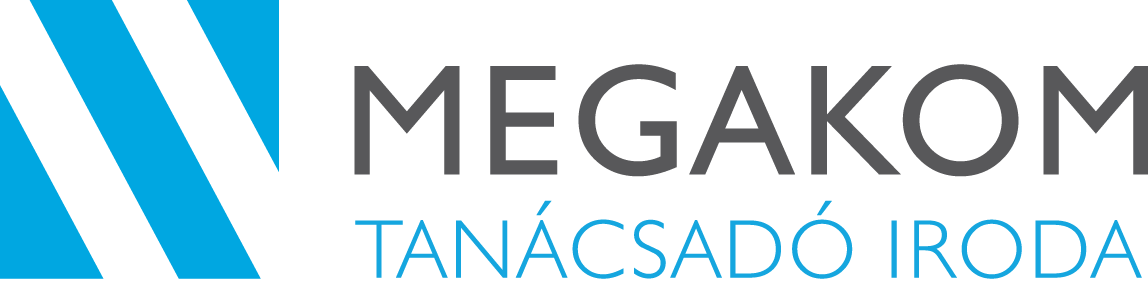 MEGAKOM
TANÁCSADÓ IRODA